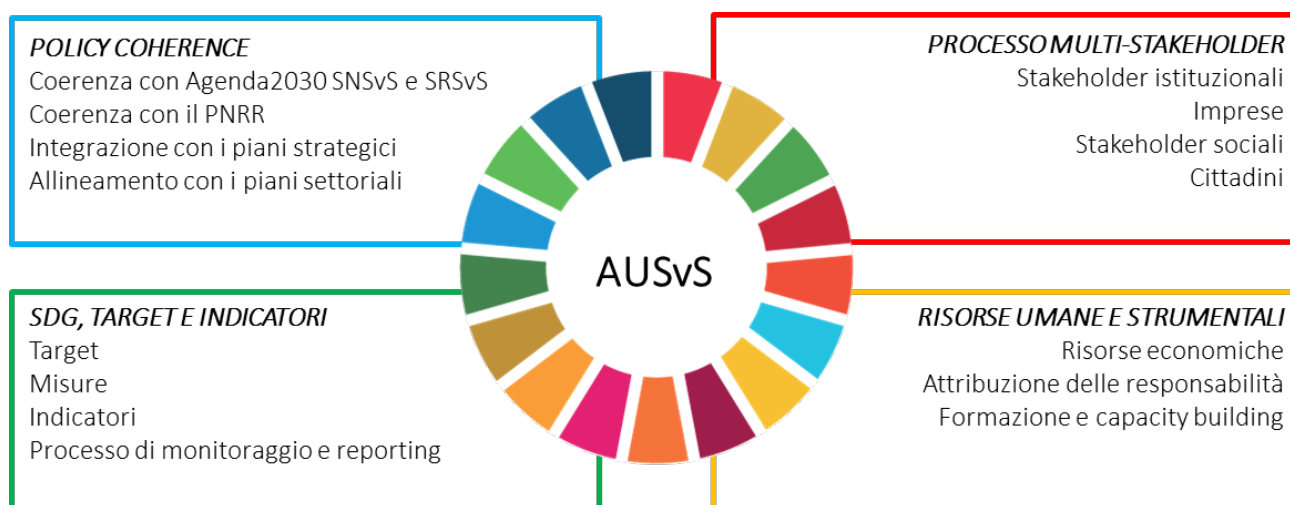 POLICY COHERENCE
Coerenza con Agenda2030 SNSvS e SRSvS
Coerenza con il PNRR
Integrazione con i piani strategici
Allineamento con i piani settoriali
PROCESSO MULTI-STAKEHOLDER
Stakeholder istituzionali
Imprese
Stakeholder sociali
Cittadini
AUSvS
SDG, TARGET E INDICATORI
Target
Misure
Indicatori
Processo di monitoraggio e reporting
RISORSE UMANE E STRUMENTALI
Risorse economiche
Attribuzione delle responsabilità
Formazione e capacity building